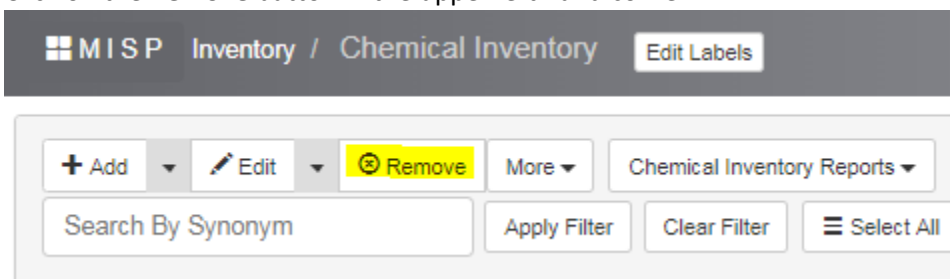 MISP Inventory / Chemical Inventory Edit Labels
Add Edit Remove More Chemical Inventory Reports
Search By Synonym Apply Filter Clear Filter Select All